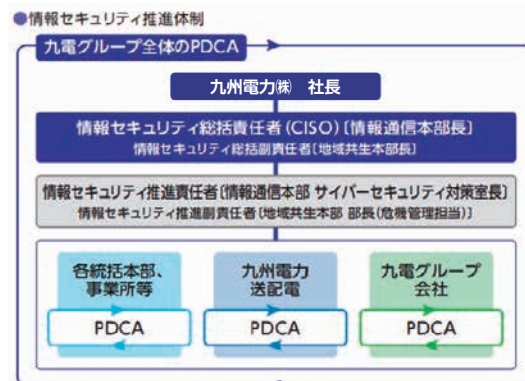 ●情報セキュリティ推進体制
九電グループ全体のPDCA
九州電力㈱ 社長
情報セキュリティ総括責任者(CISO)〔情報通信本部長〕
情報セキュリティ総括副責任者〔地域共生本部長〕
情報セキュリティ推進責任者〔情報通信本部 サイバーセキュリティ対策室長〕
情報セキュリティ推進副責任者〔地域共生本部 部長(危機管理担当)〕
各統括本部、
事業所等
PDCA
九州電力
送配電
PDCA
九電グループ
会社
PDCA